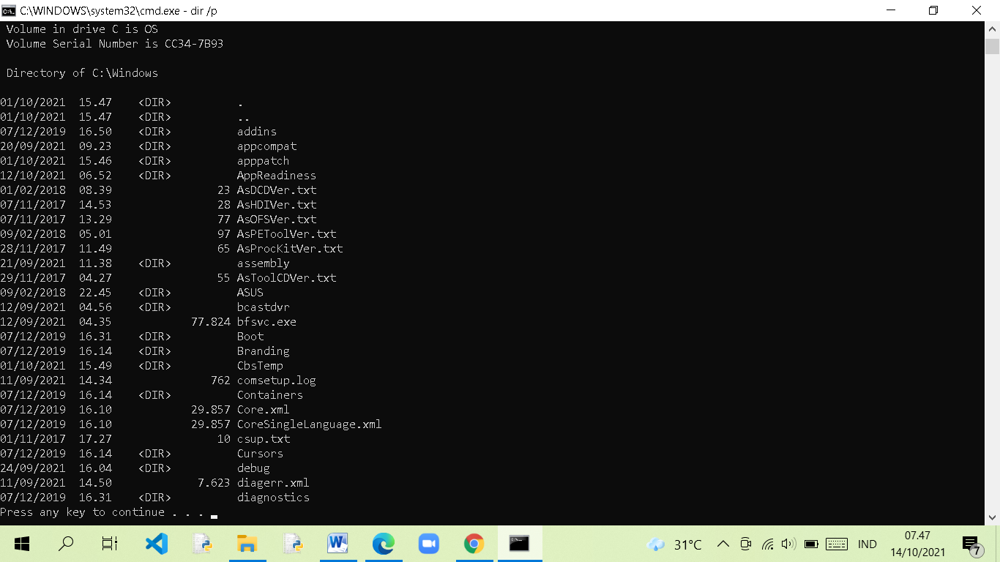 C:\WINDOWS\system32\cmd.exe - dir /p
Volume in drive C is OS
Volume Serial Number is CC34-7B93
Directory of C:\Windows
01/10/2021  15.47    <DIR>          .
01/10/2021  15.47    <DIR>          ..
07/12/2019  16.50    <DIR>          addins
20/09/2021  09.23    <DIR>          appcompat
01/10/2021  15.46    <DIR>          apppatch
12/10/2021  06.52    <DIR>          AppReadiness
01/02/2018  08.39                23 AsDCDVer.txt
07/11/2017  14.53                28 AsHDIVer.txt
07/11/2017  13.29                77 AsOFSVer.txt
09/02/2018  05.01                97 AsPEToolVer.txt
28/11/2017  11.49                65 AsProcKitVer.txt
21/09/2021  11.38    <DIR>          assembly
29/11/2017  04.27                55 AsToolCDVer.txt
09/02/2018  22.45    <DIR>          ASUS
12/09/2021  04.56    <DIR>          bcastdvr
12/09/2021  04.35            77.824 bfsvc.exe
07/12/2019  16.31    <DIR>          Boot
07/12/2019  16.14    <DIR>          Branding
01/10/2021  15.49    <DIR>          CbsTemp
11/09/2021  14.34               762 comsetup.log
07/12/2019  16.14    <DIR>          Containers
07/12/2019  16.10            29.857 Core.xml
07/12/2019  16.10            29.857 CoreSingleLanguage.xml
01/11/2017  17.27                10 csup.txt
07/12/2019  16.14    <DIR>          Cursors
24/09/2021  16.04    <DIR>          debug
11/09/2021  14.50             7.623 diagerr.xml
07/12/2019  16.31    <DIR>          diagnostics
Press any key to continue . . .
31°C IND 07.47
14/10/2021 7